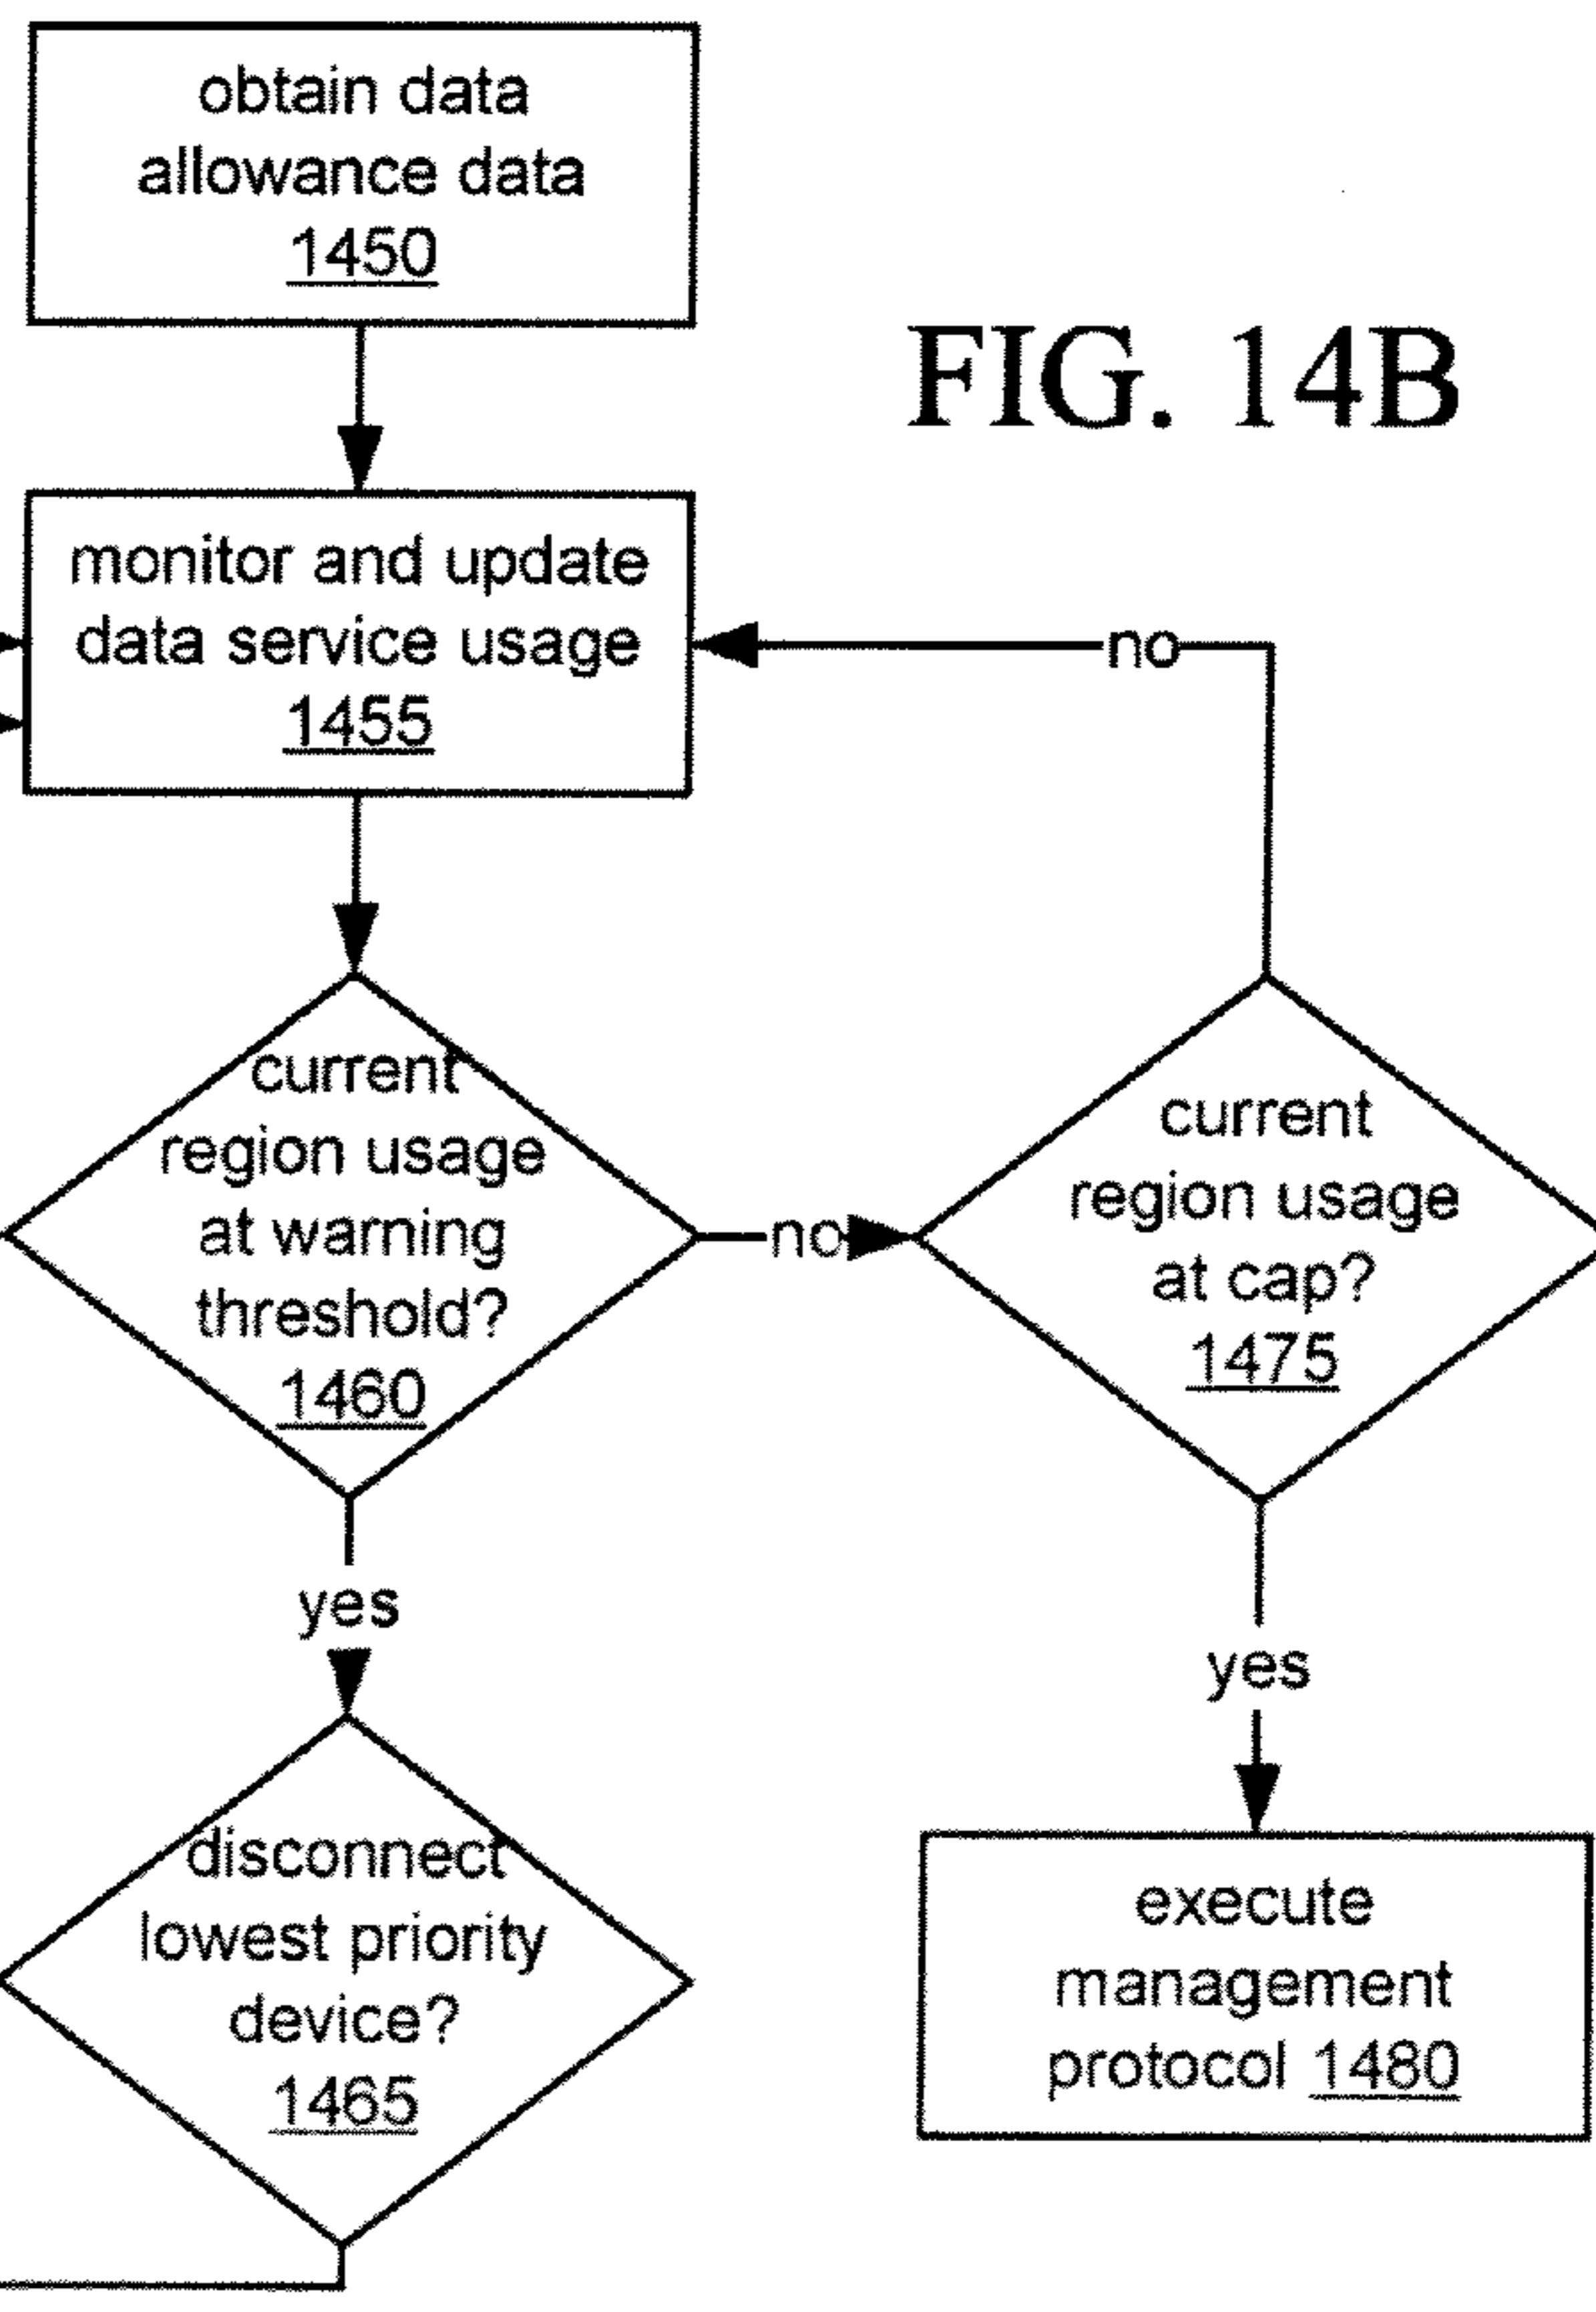 obtain data
allowance data
1450
FIG. 14B
monitor and update
data service usage
1455
no
current
region usage
at warning
threshold?
1460
no
current
region usage
at cap?
1475
yes
yes
disconnect
lowest priority
device?
1465
execute
management
protocol 1480